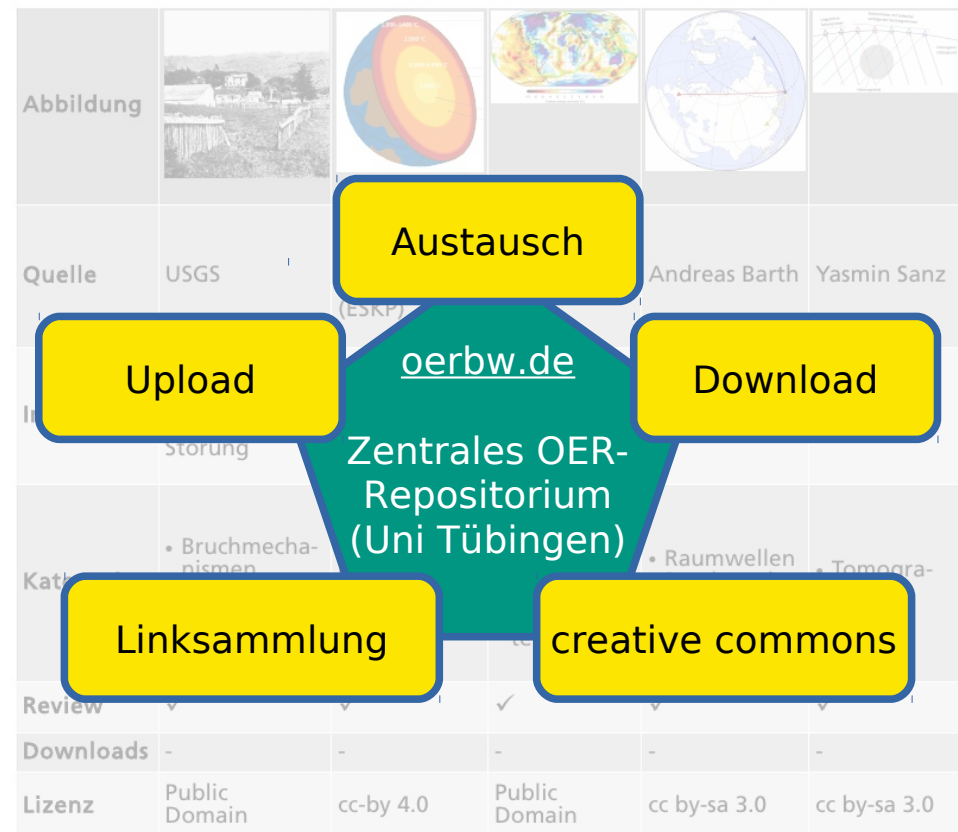 Abbildung
Quelle
USGS
(ESKP)
Andreas Barth
Yasmin Sanz
Austausch
Upload
Download
oerbw.de
Zentrales OER-
Repositorium
(Uni Tübingen)
Störung
• Bruchmecha-
nismen
• Raumwellen
• Tomogra-
Linksammlung
creative commons
Review ✓ ✓ ✓ ✓ ✓
Downloads - - - - -
Lizenz
Public
Domain
cc-by 4.0
Public
Domain
cc by-sa 3.0
cc by-sa 3.0